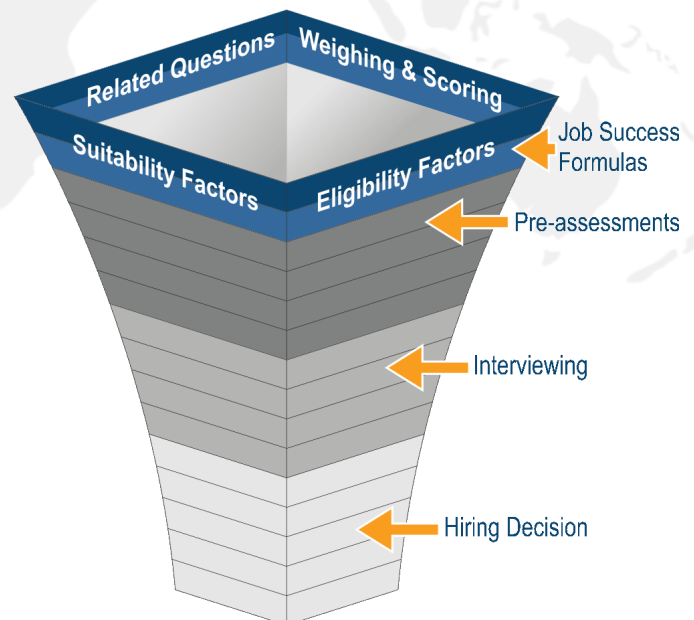 Related Questions
Weighing & Scoring
Suitability Factors
Eligibility Factors
Job Success
Formulas
Pre-assessments
Interviewing
Hiring Decision